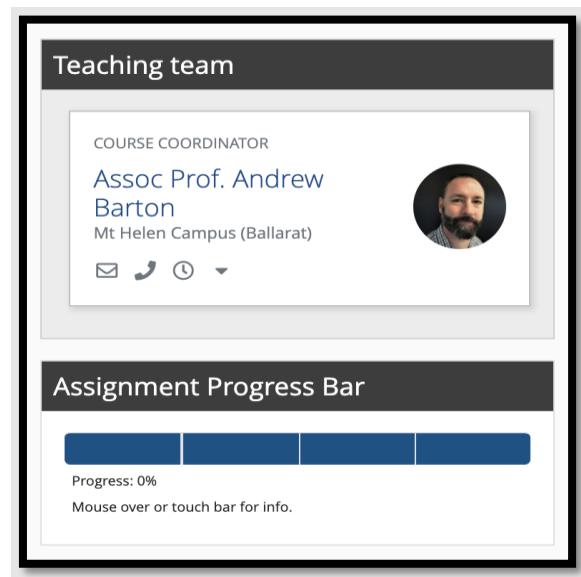 Teaching team
COURSE COORDINATOR
Assoc Prof. Andrew
Barton
Mt Helen Campus (Ballarat)
Assignment Progress Bar
Progress: 0%
Mouse over or touch bar for info.